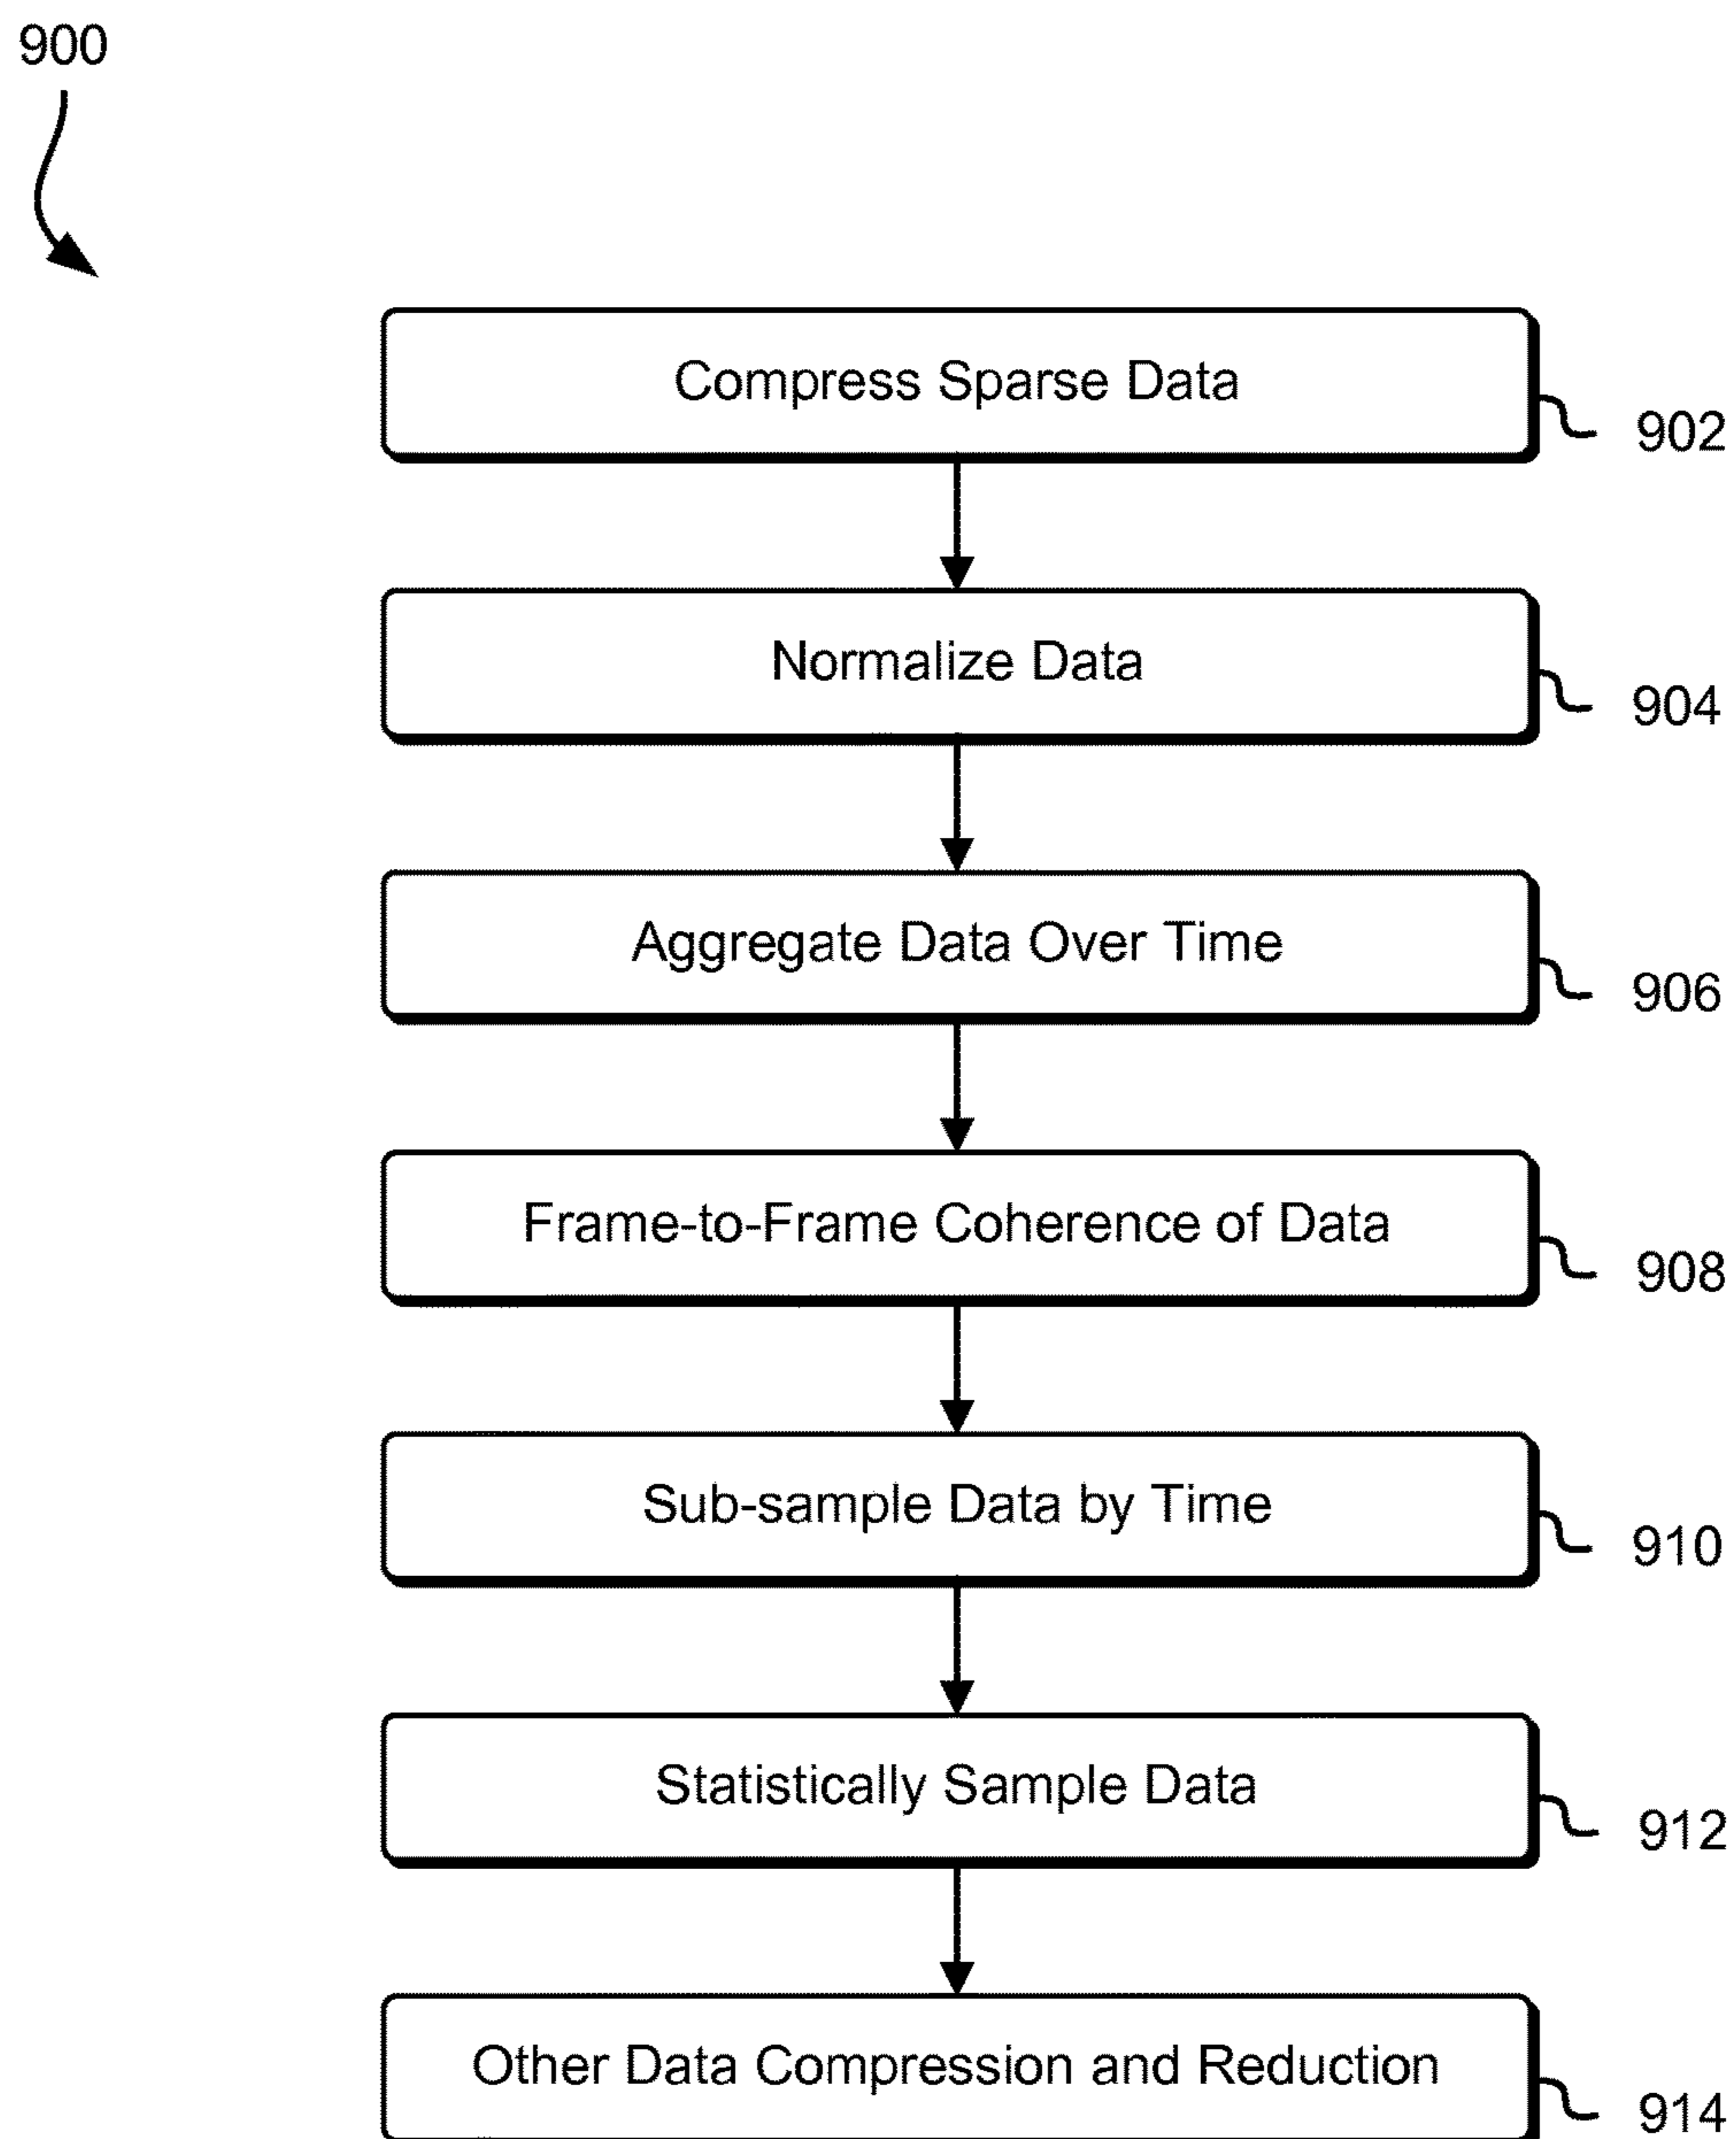 900
Compress Sparse Data
902
Normalize Data
904
Aggregate Data Over Time
906
Frame-to-Frame Coherence of Data
908
Sub-sample Data by Time
910
Statistically Sample Data
912
Other Data Compression and Reduction
914